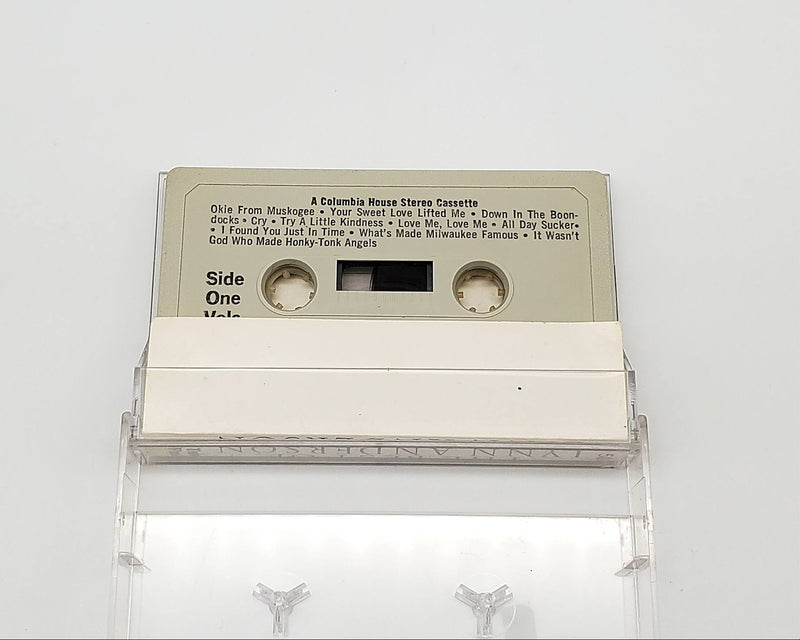 A Columbia House Stereo Cassette
Okie From Muskogee • Your Sweet Love Lifted Me • Down In The Boon-
docks • Cry • Try A Little Kindness • Love Me, Love Me • All Day Sucker•
• I Found You Just In Time • What's Made Milwaukee Famous • It Wasn't
God Who Made Honky-Tonk Angels
Side
One
LYNN ANDERSON